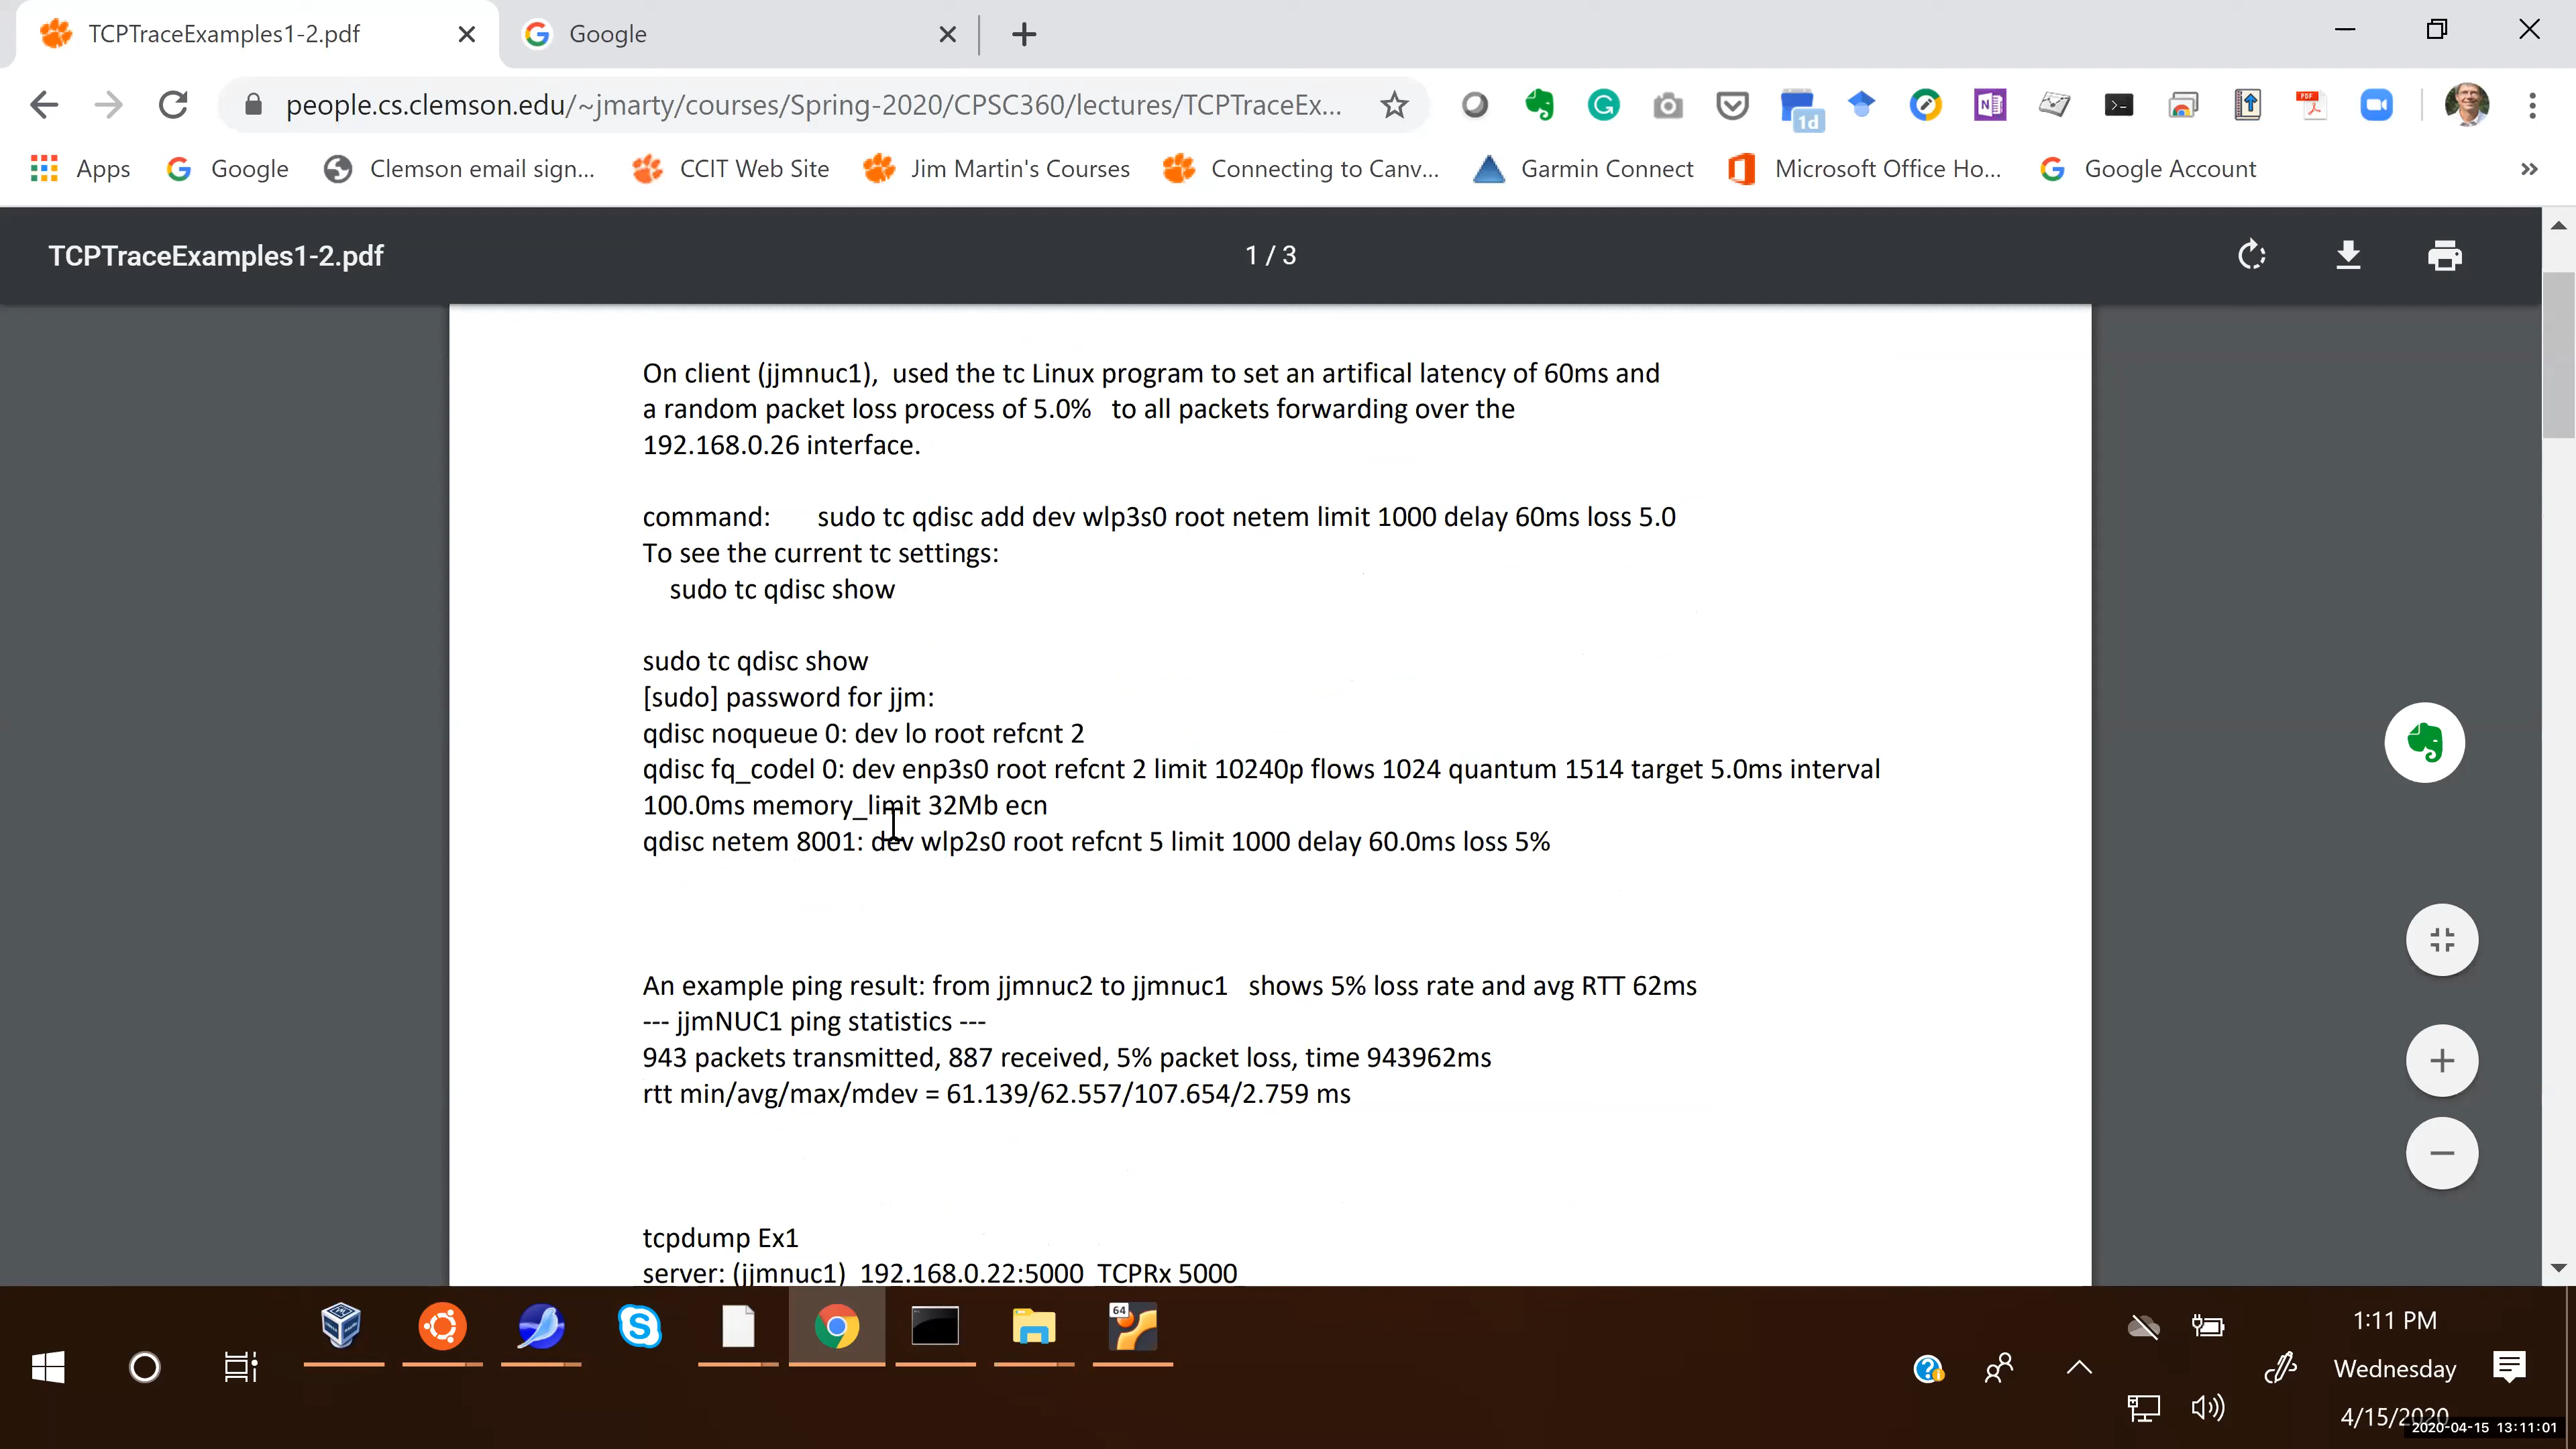 TCPTraceExamples1-2.pdf
Google
people.cs.clemson.edu/~jmarty/courses/Spring-2020/CPSC360/lectures/TCPTraceEx...
1d
Apps
Google
Clemson email sign...
CCIT Web Site
Jim Martin's Courses
Connecting to Canv...
Garmin Connect
Microsoft Office Ho...
Google Account
TCPTraceExamples1-2.pdf
1 / 3
On client (jjmnuc1), used the tc Linux program to set an artifical latency of 60ms and
a random packet loss process of 5.0% to all packets forwarding over the
192.168.0.26 interface.
command: sudo tc qdisc add dev wlp3s0 root netem limit 1000 delay 60ms loss 5.0
To see the current tc settings:
sudo tc qdisc show
sudo tc qdisc show
[sudo] password for jjm:
qdisc noqueue 0: dev lo root refcnt 2
qdisc fq_codel 0: dev enp3s0 root refcnt 2 limit 10240p flows 1024 quantum 1514 target 5.0ms interval
100.0ms memory_limit 32Mb ecn
qdisc netem 8001: dev wlp2s0 root refcnt 5 limit 1000 delay 60.0ms loss 5%
An example ping result: from jjmnuc2 to jjmnuc1 shows 5% loss rate and avg RTT 62ms
--- jjmNUC1 ping statistics ---
943 packets transmitted, 887 received, 5% packet loss, time 943962ms
rtt min/avg/max/mdev = 61.139/62.557/107.654/2.759 ms
tcpdump Ex1
server: (jjmnuc1) 192.168.0.22:5000 TCPRx 5000
64
1:11 PM
Wednesday
4/15/2020
2020-04-15 13:11:01